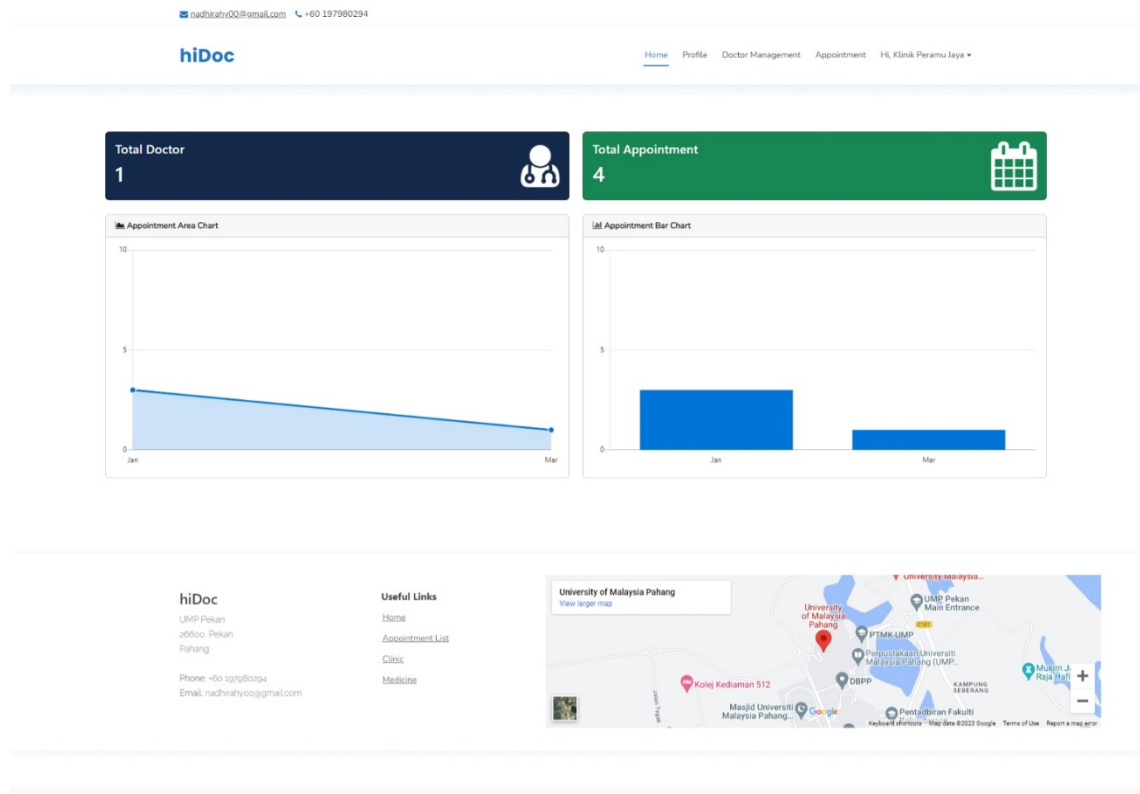 nadhirahy00@gmail.com +60 197980294
hiDoc
Home Profile Doctor Management Appointment Hi, Klinik Peramu Jaya
Total Doctor
1
Total Appointment
4
Appointment Area Chart
10
5
0
Jan Mar
Appointment Bar Chart
10
5
0
Jan Mar
hiDoc
UMP Pekan
26600, Pekan
Pahang
Phone: +60 197980294
Email: nadhirahy00@gmail.com
Useful Links
Home
Appointment List
Clinic
Medicine
University of Malaysia Pahang
View larger map
University Malaysia...
UMP Pekan
Main Entrance
University
of Malaysia
Pahang
PTMK UMP
Perpustakaan Universiti
Malaysia Pahang (UMP...
DBPP
Kolej Kediaman 512
KAMPUNG
SEBERANG
Masjid Universiti
Malaysia Pahang...
Google
Pentadbiran Fakulti
Keyboard shortcuts Map data ©2023 Google Terms of Use Report a map error